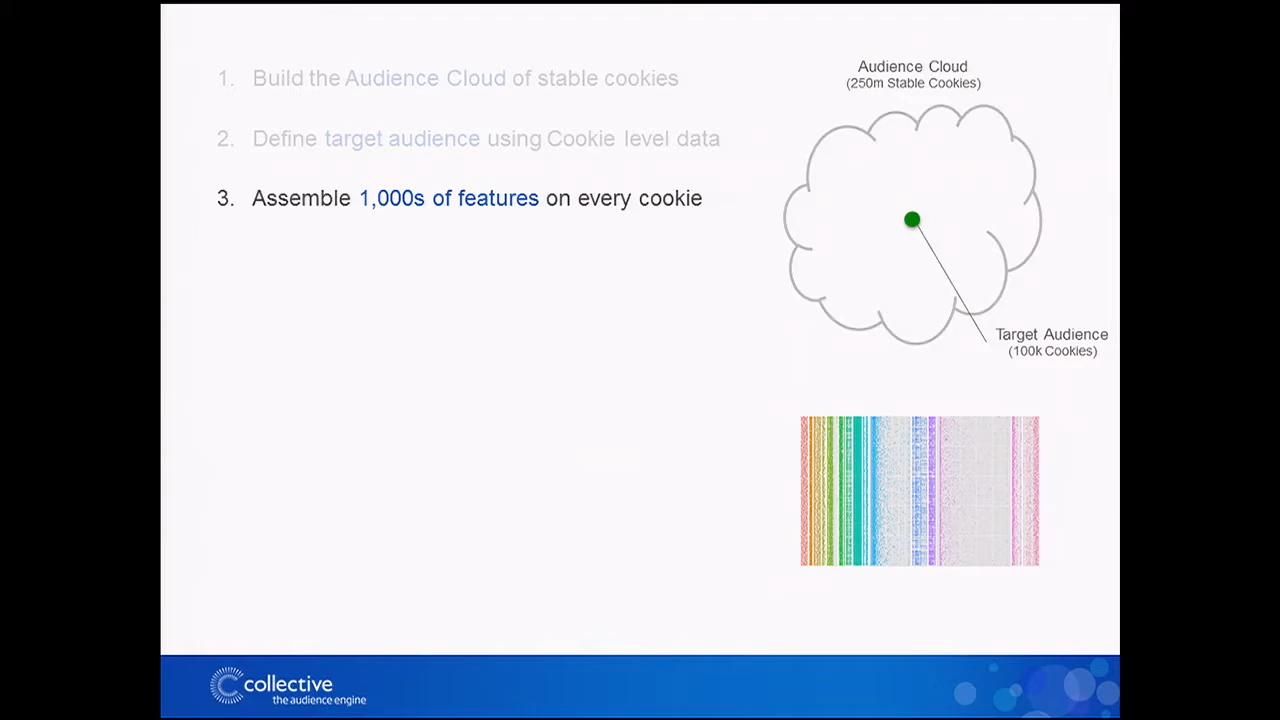 1. Build the Audience Cloud of stable cookies
2. Define target audience using Cookie level data
3. Assemble 1,000s of features on every cookie
Audience Cloud
(250m Stable Cookies)
Target Audience
(100k Cookies)
collective
the audience engine